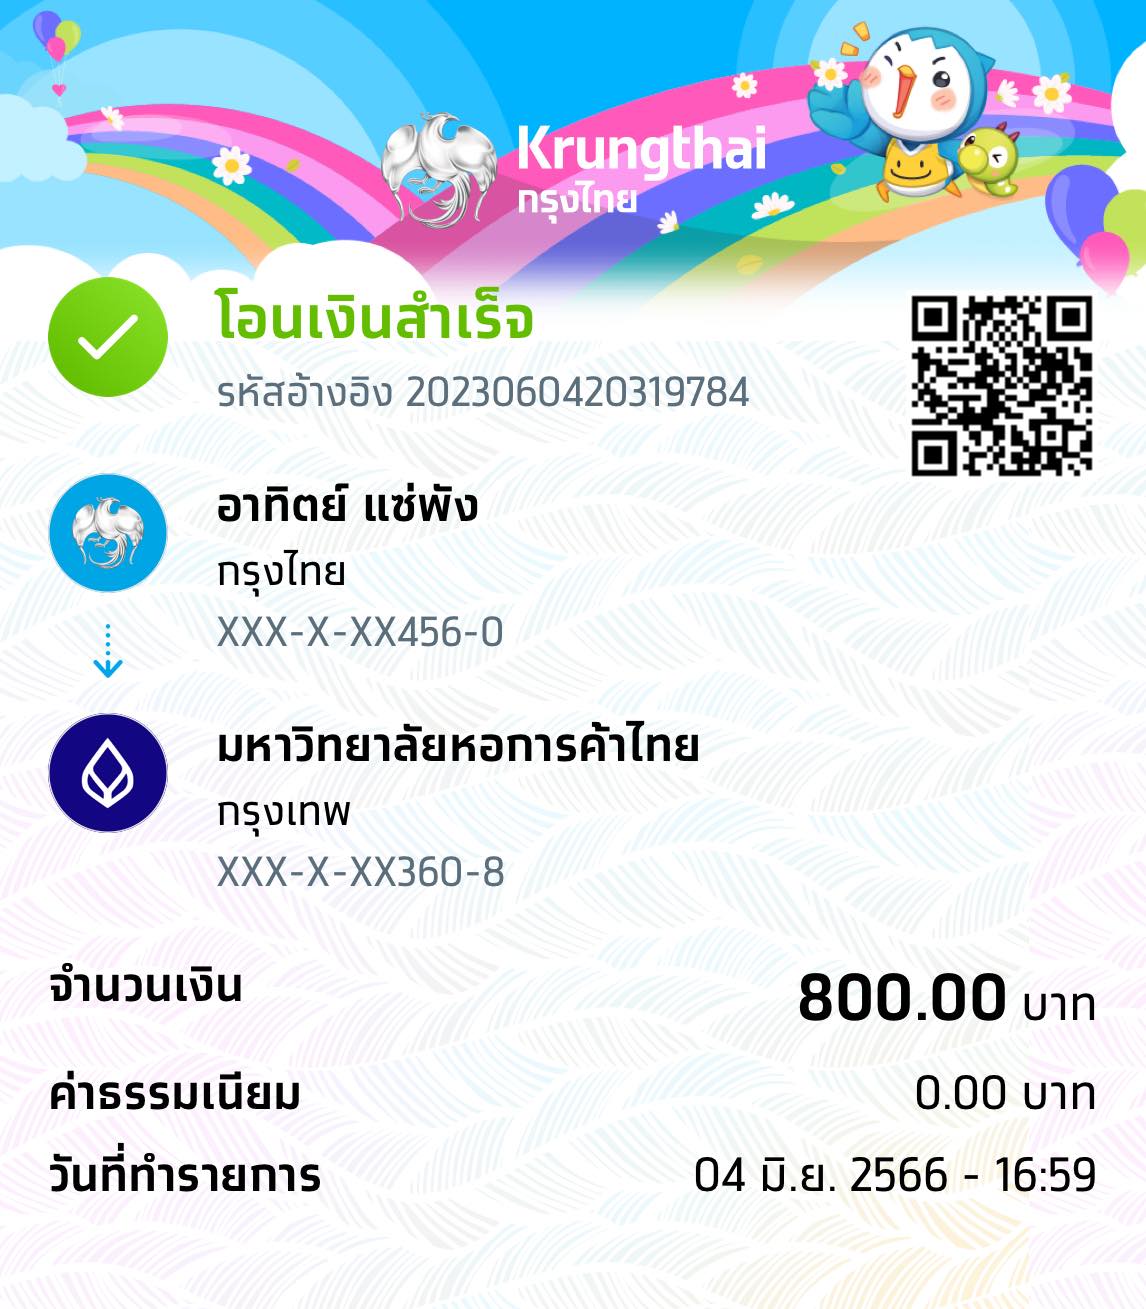 Krungthai
กรุงไทย
โอนเงินสำเร็จ
รหัสอ้างอิง 2023060420319784
อาทิตย์ แซ่พัง
กรุงไทย
XXX-X-XX456-0
มหาวิทยาลัยหอการค้าไทย
กรุงเทพ
XXX-X-XX360-8
จำนวนเงิน 800.00 บาท
ค่าธรรมเนียม 0.00 บาท
วันที่ทำรายการ 04 มิ.ย. 2566 - 16:59